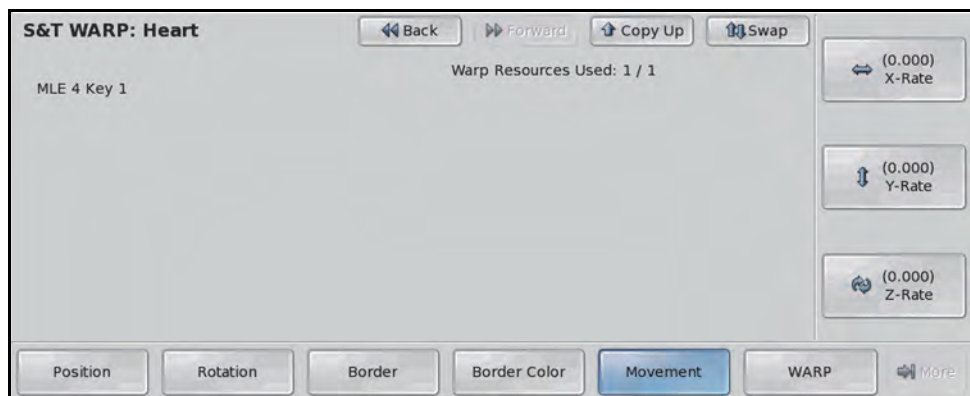 S&T WARP: Heart
Back
Forward
Copy Up
Swap
Warp Resources Used: 1 / 1
MLE 4 Key 1
(0.000)
X-Rate
(0.000)
Y-Rate
(0.000)
Z-Rate
Position
Rotation
Border
Border Color
Movement
WARP
More